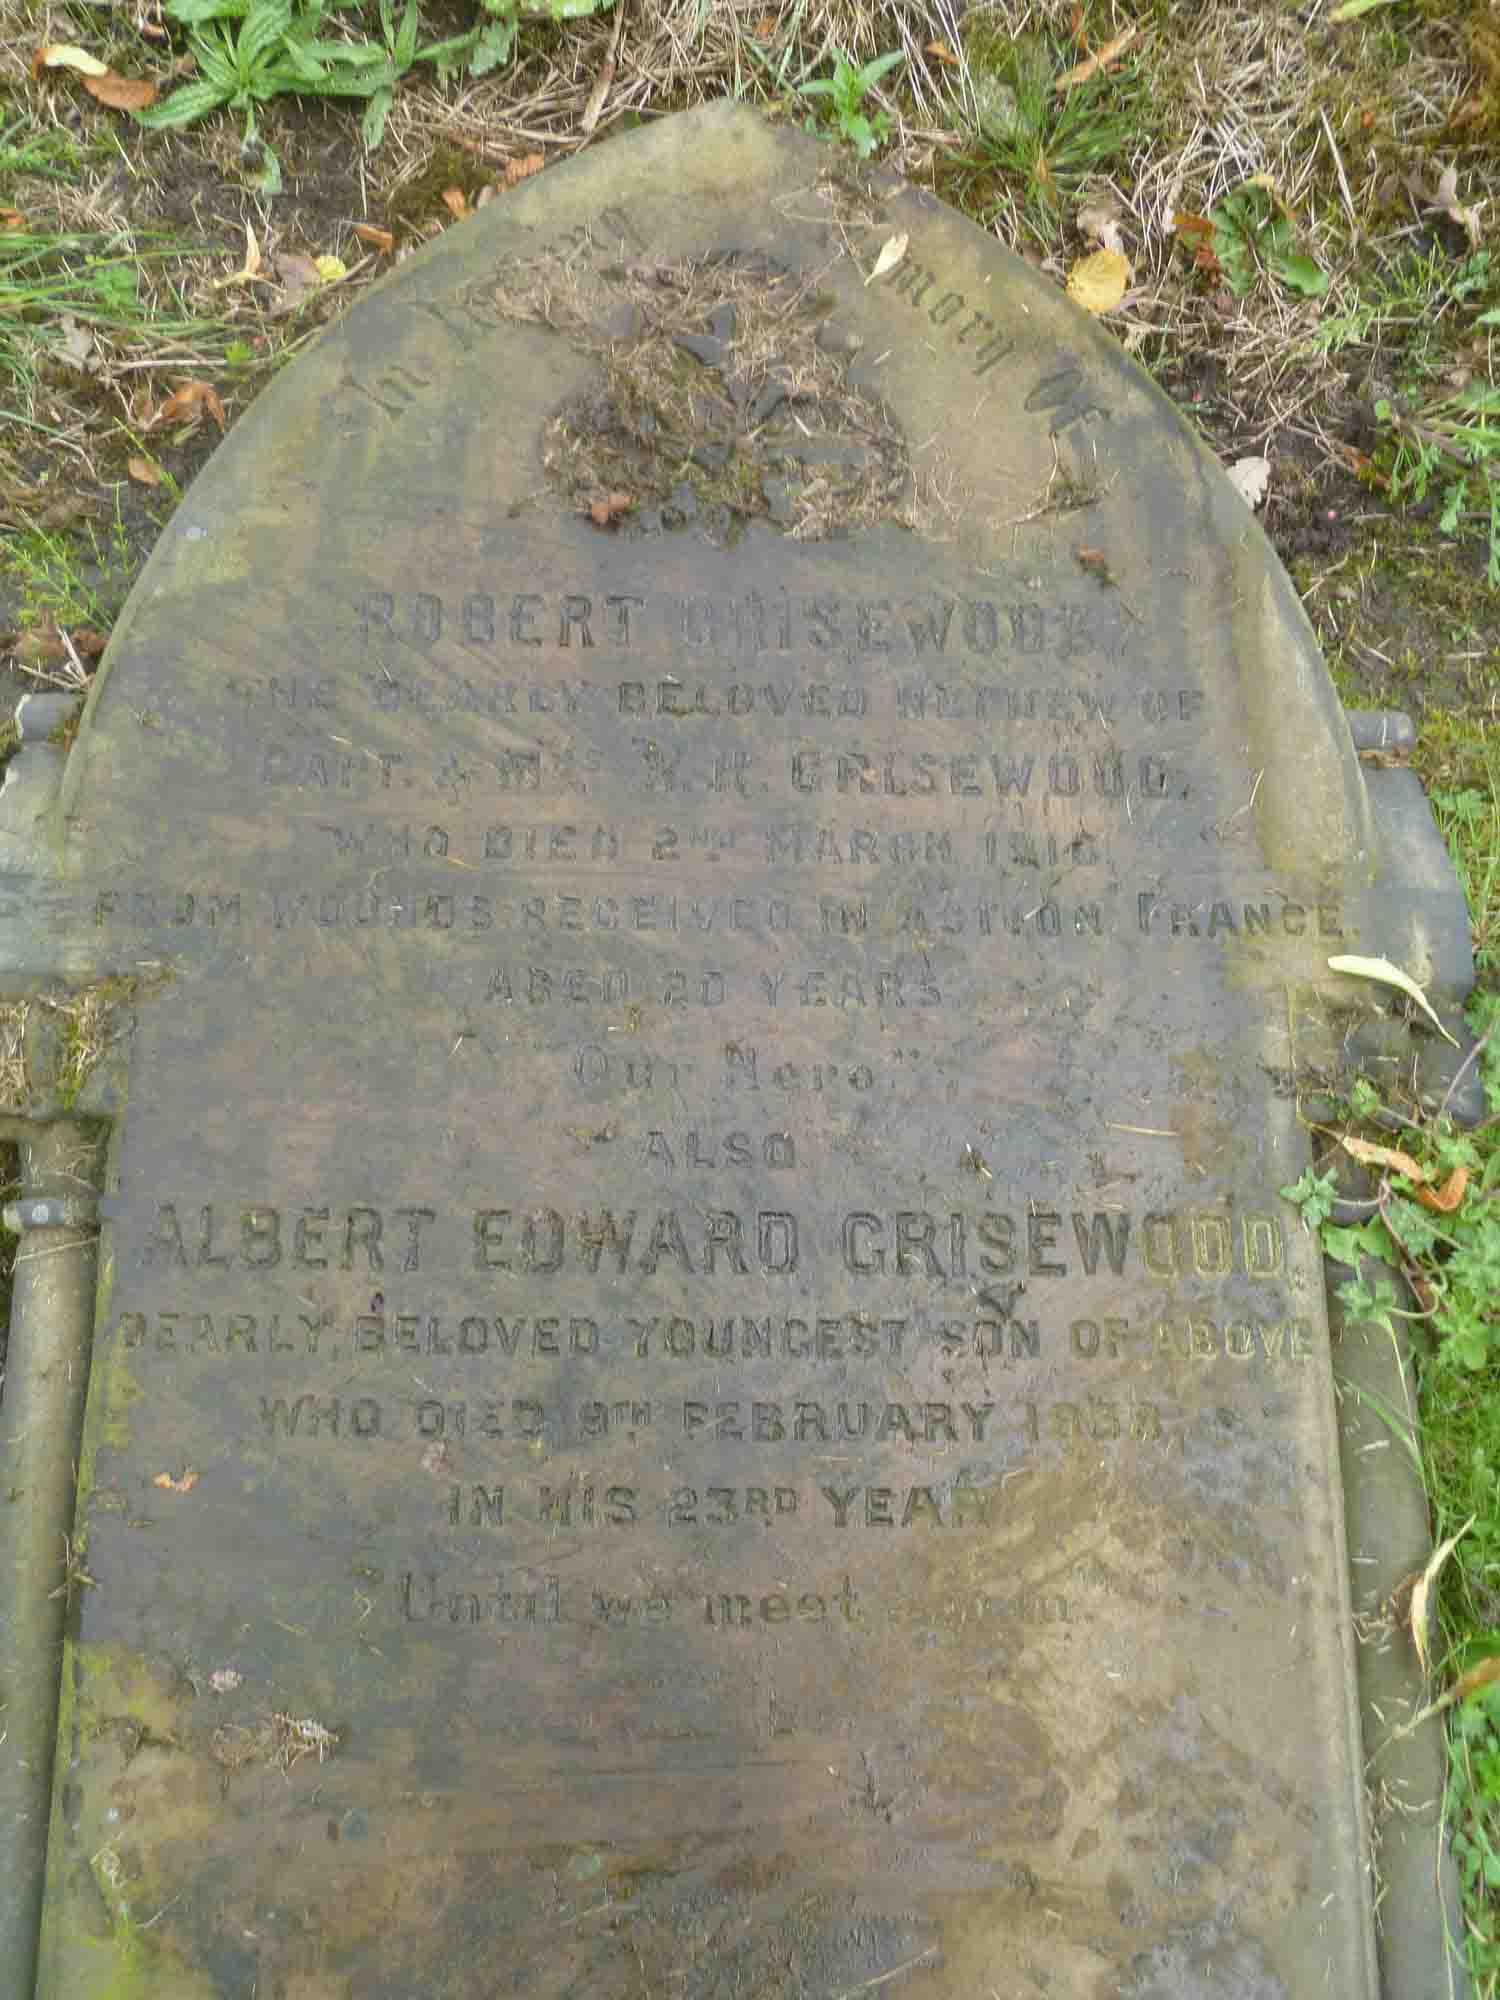 In loving memory of
ROBERT GRISEWOOD,
THE DEARLY BELOVED NEPHEW OF
CAPT. & MRS R. H. GRISEWOOD,
WHO DIED 2ND MARCH 1916,
FROM WOUNDS RECEIVED IN ACTION FRANCE.
AGED 20 YEARS.
"Our Hero."
ALSO
ALBERT EDWARD GRISEWOOD
DEARLY BELOVED YOUNGEST SON OF ABOVE
WHO DIED 9TH FEBRUARY 1938,
IN HIS 23RD YEAR
Until we meet again.